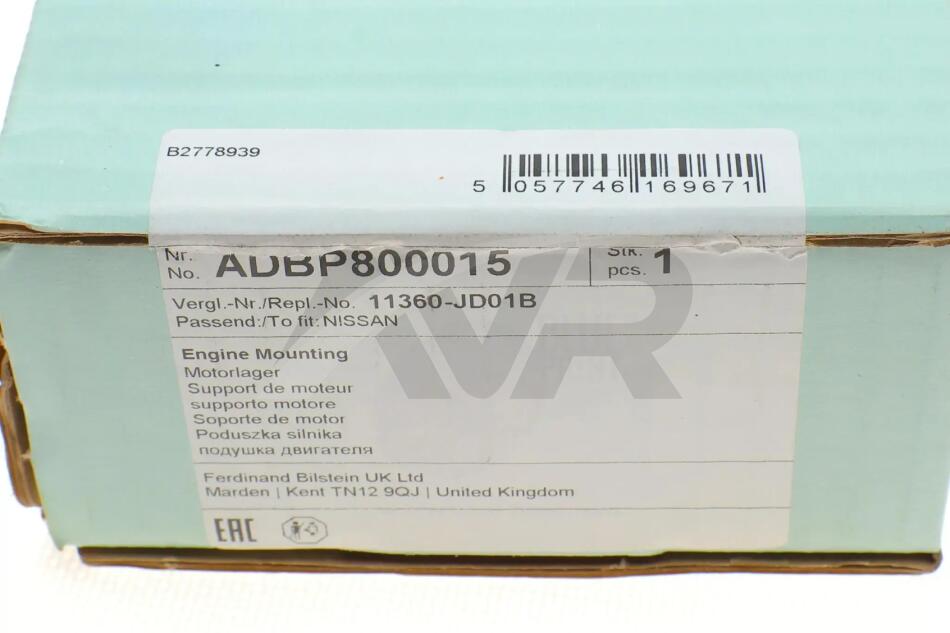 B2778939
5 057746 169671
Nr.
No. ADBP800015
Stk.
pcs. 1
Vergl.-Nr./Repl.-No. 11360-JD01B
Passend:/To fit: NISSAN
Engine Mounting
Motorlager
Support de moteur
supporto motore
Soporte de motor
Poduszka silnika
подушка двигателя
Ferdinand Bilstein UK Ltd
Marden | Kent TN12 9QJ | United Kingdom
EAC
AVR